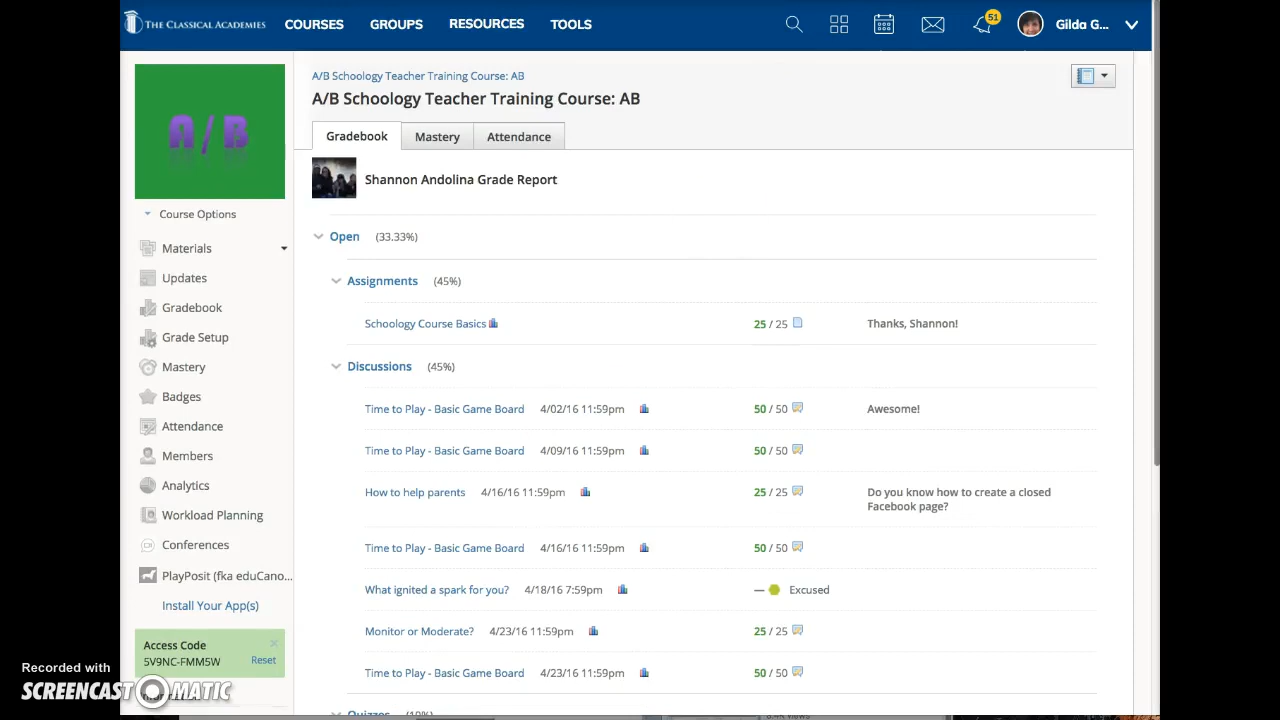 THE CLASSICAL ACADEMIES
COURSES
GROUPS
RESOURCES
TOOLS
51
Gilda G...
A/B
Course Options
Materials
Updates
Gradebook
Grade Setup
Mastery
Badges
Attendance
Members
Analytics
Workload Planning
Conferences
PlayPosit (fka eduCano...
Install Your App(s)
Access Code
5V9NC-FMM5W
Reset
A/B Schoology Teacher Training Course: AB
A/B Schoology Teacher Training Course: AB
Gradebook
Mastery
Attendance
Shannon Andolina Grade Report
Open (33.33%)
Assignments (45%)
Schoology Course Basics 25 / 25 Thanks, Shannon!
Discussions (45%)
Time to Play - Basic Game Board 4/02/16 11:59pm 50 / 50 Awesome!
Time to Play - Basic Game Board 4/09/16 11:59pm 50 / 50
How to help parents 4/16/16 11:59pm 25 / 25 Do you know how to create a closed
Facebook page?
Time to Play - Basic Game Board 4/16/16 11:59pm 50 / 50
What ignited a spark for you? 4/18/16 7:59pm — Excused
Monitor or Moderate? 4/23/16 11:59pm 25 / 25
Time to Play - Basic Game Board 4/23/16 11:59pm 50 / 50
Quizzes (10%)
Recorded with
SCREENCAST-O-MATIC